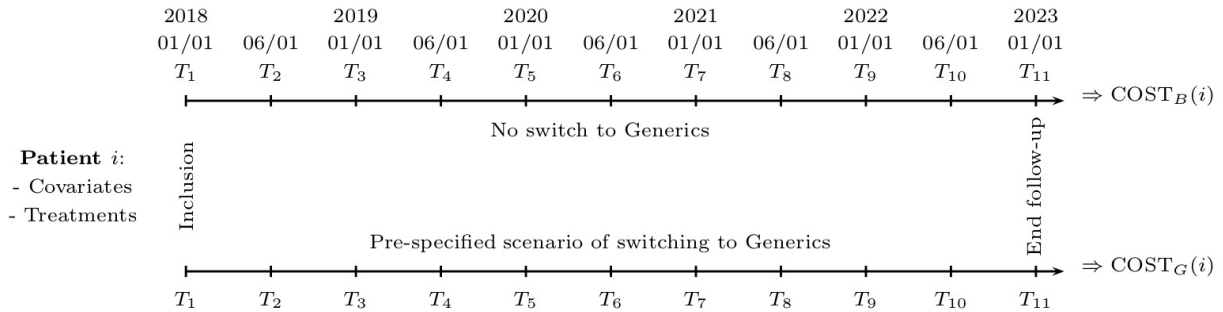 2018 2019 2020 2021 2022 2023
01/01 06/01 01/01 06/01 01/01 06/01 01/01 06/01 01/01 06/01 01/01
T₁ T₂ T₃ T₄ T₅ T₆ T₇ T₈ T₉ T₁₀ T₁₁
⇒ COST_B(i)
No switch to Generics
Patient i:
- Covariates
- Treatments
Inclusion
End follow-up
Pre-specified scenario of switching to Generics
⇒ COST_G(i)
T₁ T₂ T₃ T₄ T₅ T₆ T₇ T₈ T₉ T₁₀ T₁₁